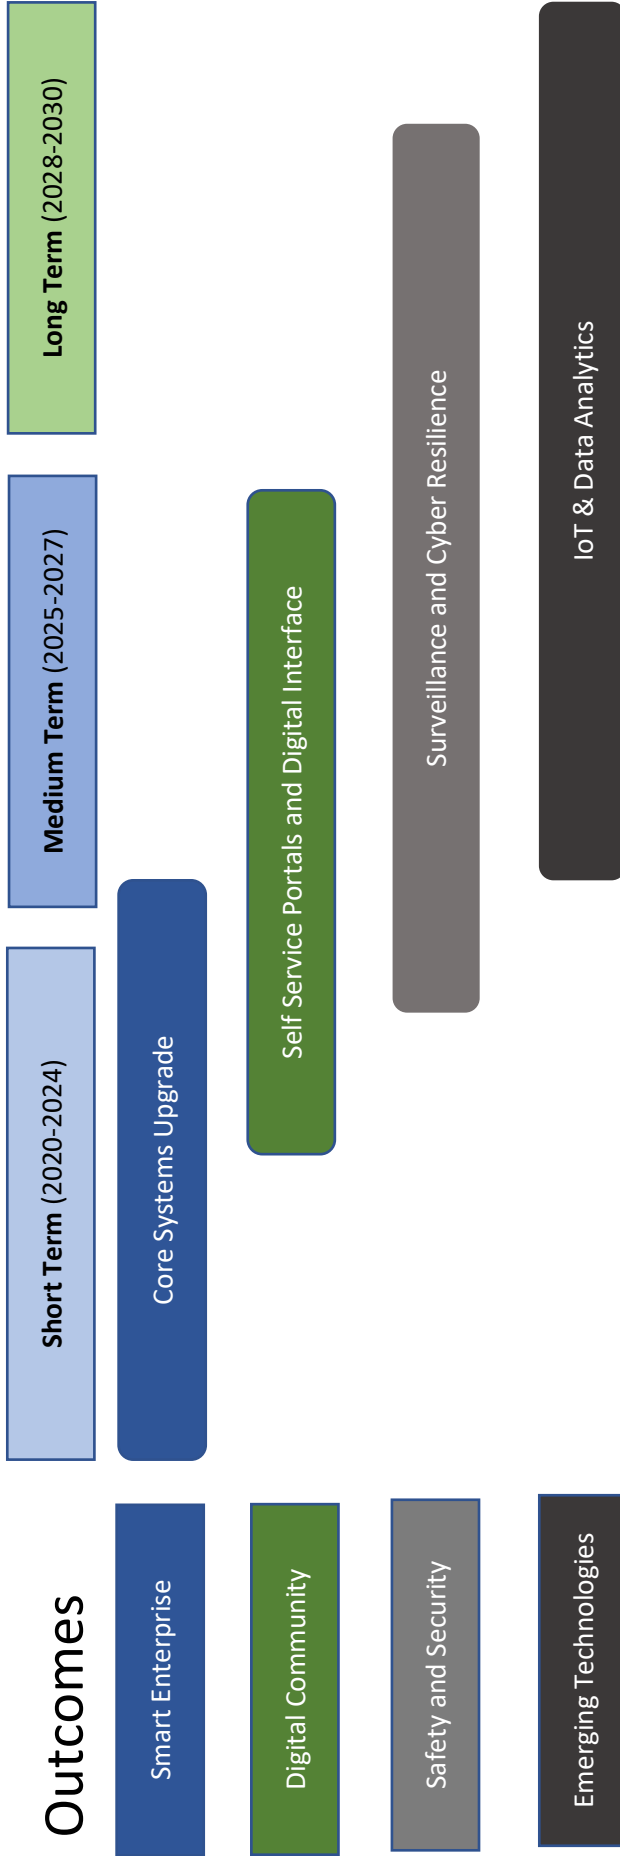 Outcomes
Short Term (2020-2024)
Medium Term (2025-2027)
Long Term (2028-2030)
Smart Enterprise
Core Systems Upgrade
Digital Community
Self Service Portals and Digital Interface
Safety and Security
Surveillance and Cyber Resilience
Emerging Technologies
IoT & Data Analytics